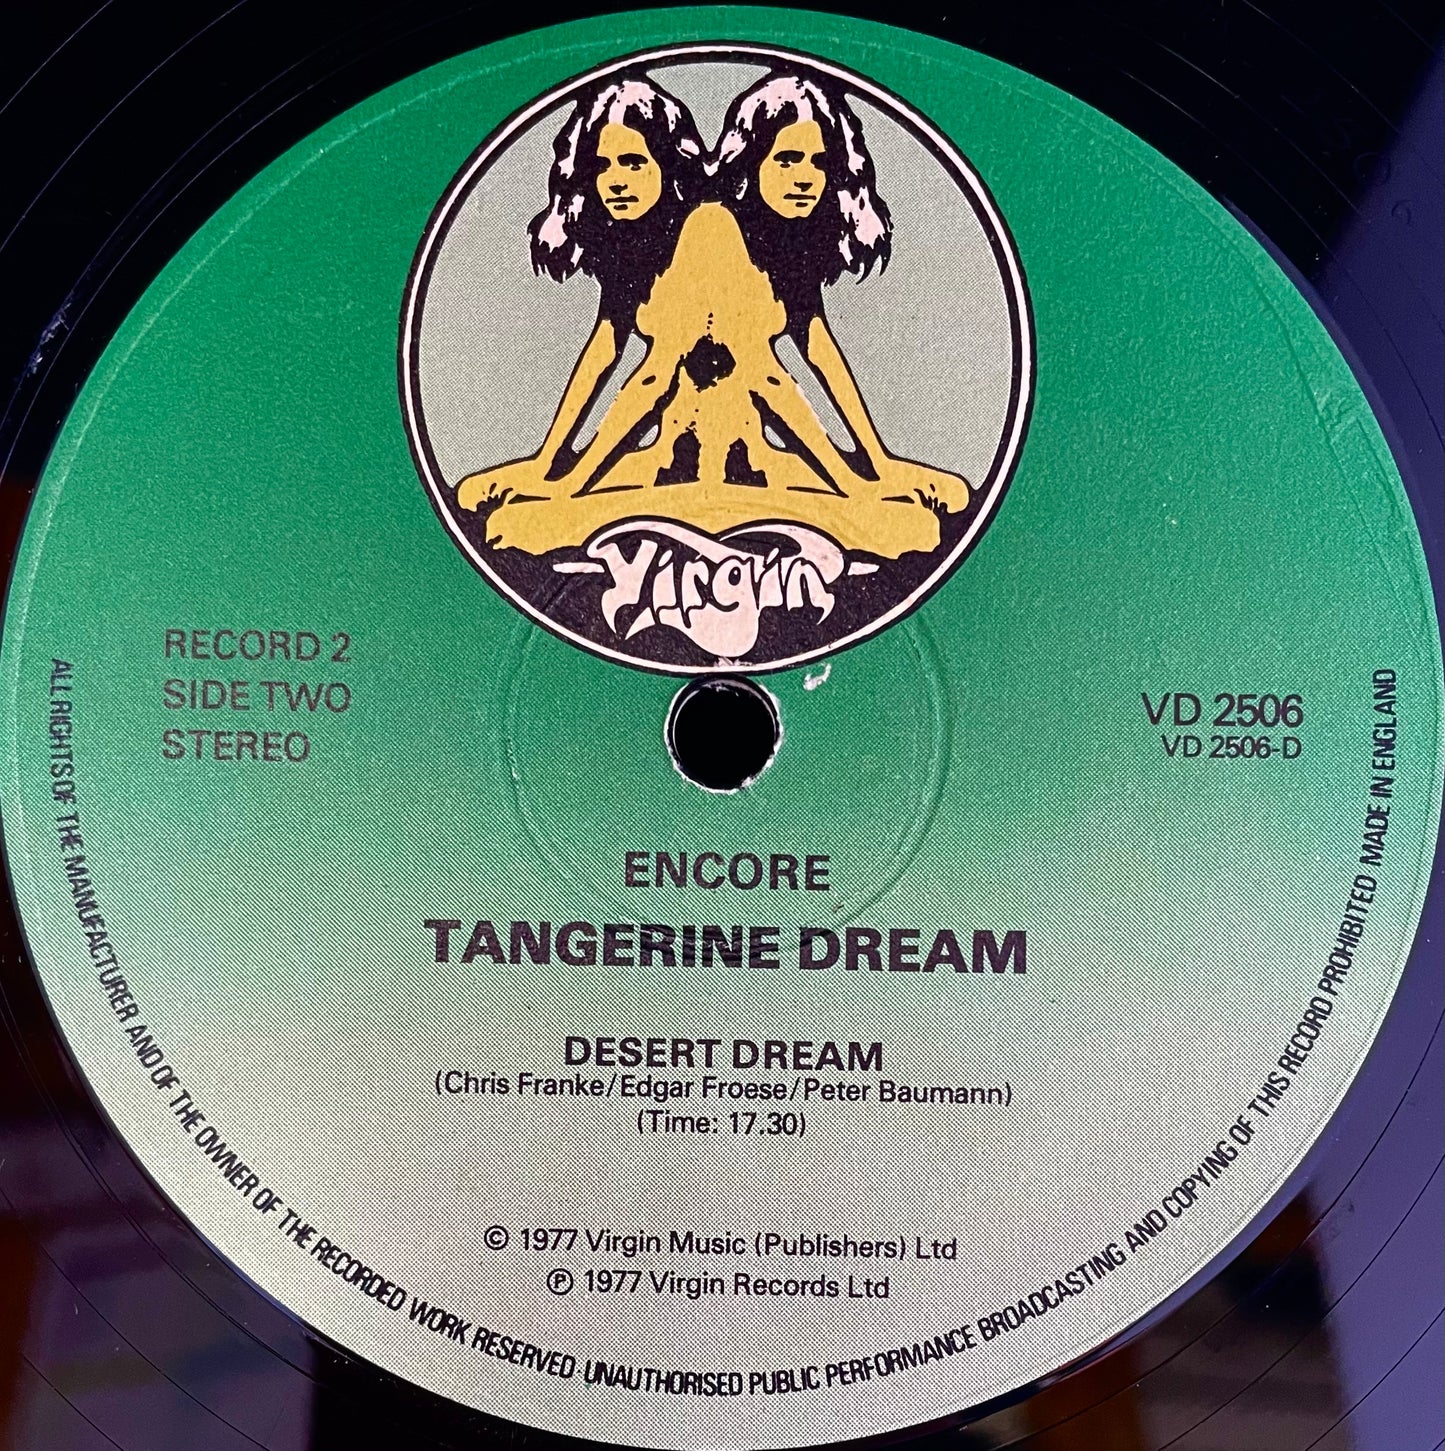 Virgin
RECORD 2
SIDE TWO
STEREO
VD 2506
VD 2506-D
ENCORE
TANGERINE DREAM
DESERT DREAM
(Chris Franke/Edgar Froese/Peter Baumann)
(Time: 17.30)
© 1977 Virgin Music (Publishers) Ltd
℗ 1977 Virgin Records Ltd
ALL RIGHTS OF THE MANUFACTURER AND OF THE OWNER OF THE RECORDED WORK RESERVED · UNAUTHORISED PUBLIC PERFORMANCE BROADCASTING AND COPYING OF THIS RECORD PROHIBITED MADE IN ENGLAND